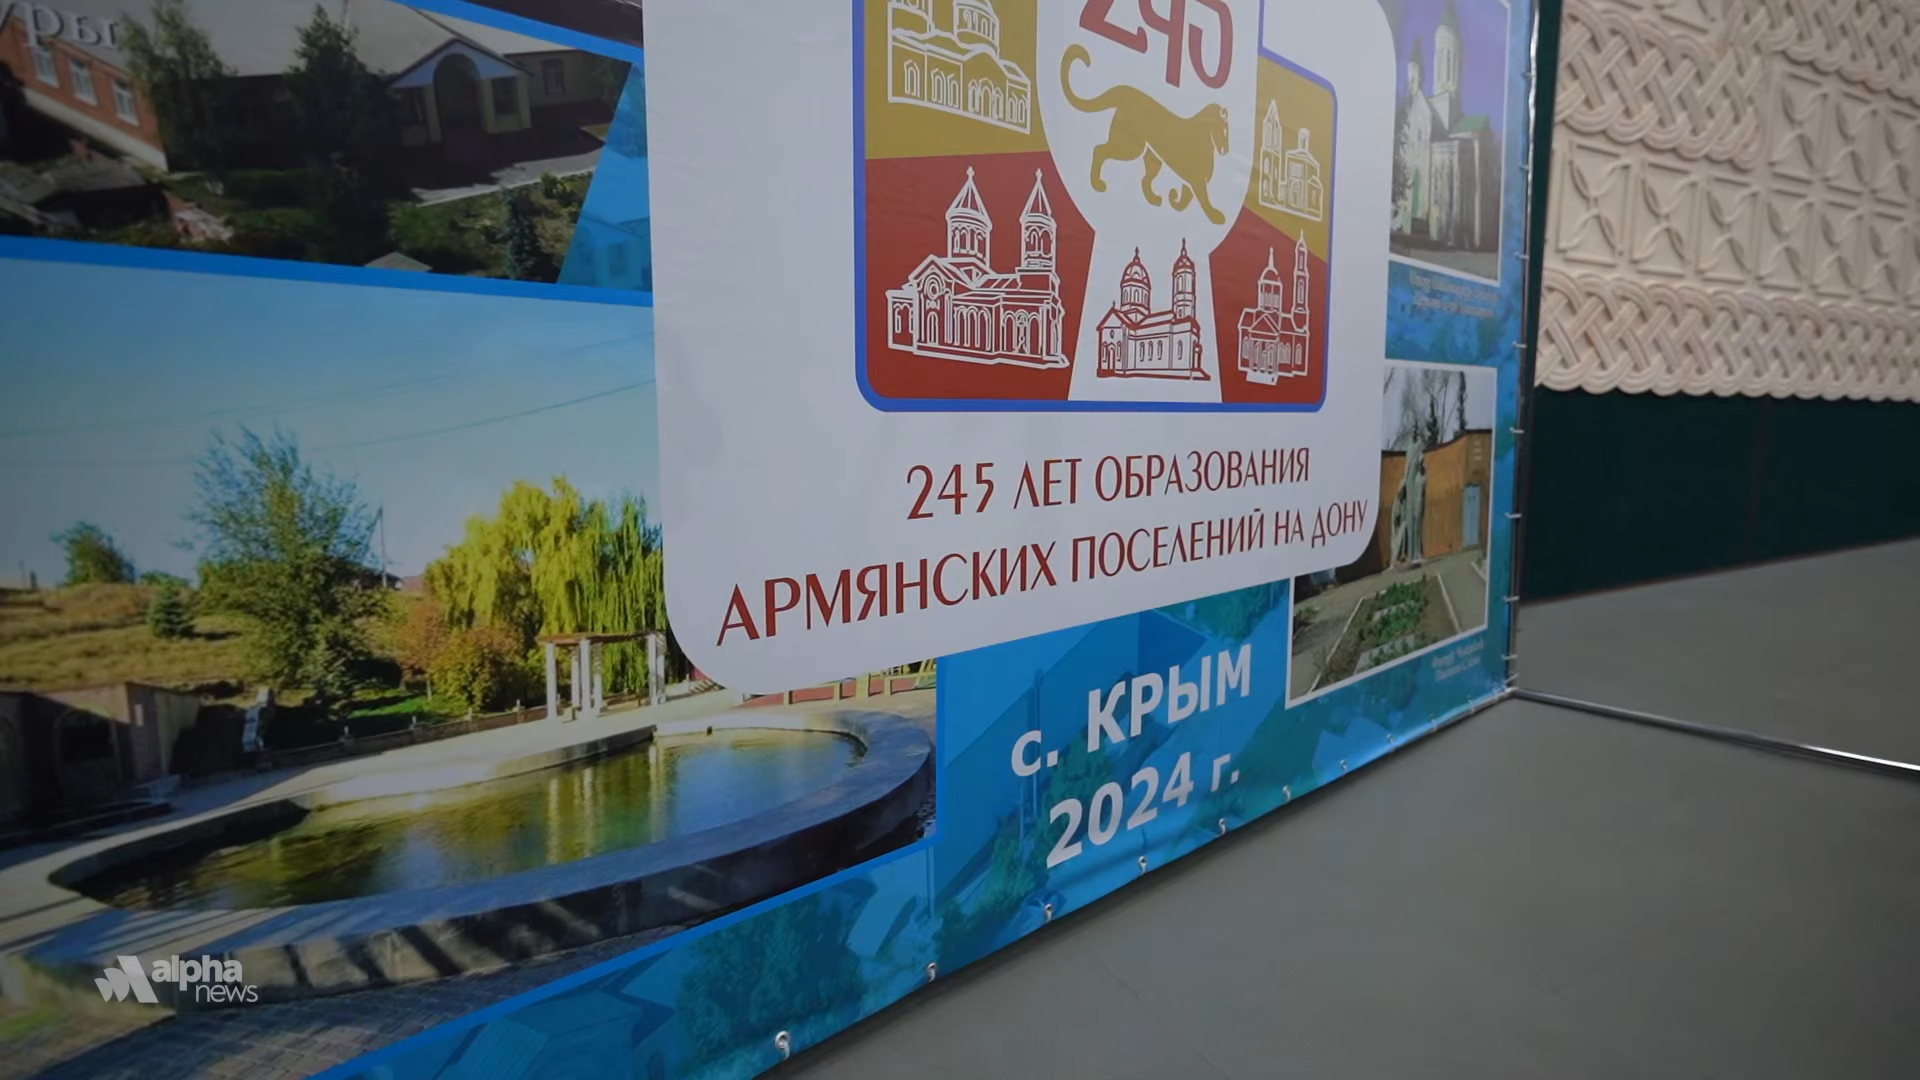 245
245 ЛЕТ ОБРАЗОВАНИЯ
АРМЯНСКИХ ПОСЕЛЕНИЙ НА ДОНУ
с. КРЫМ
2024 г.
alpha
news